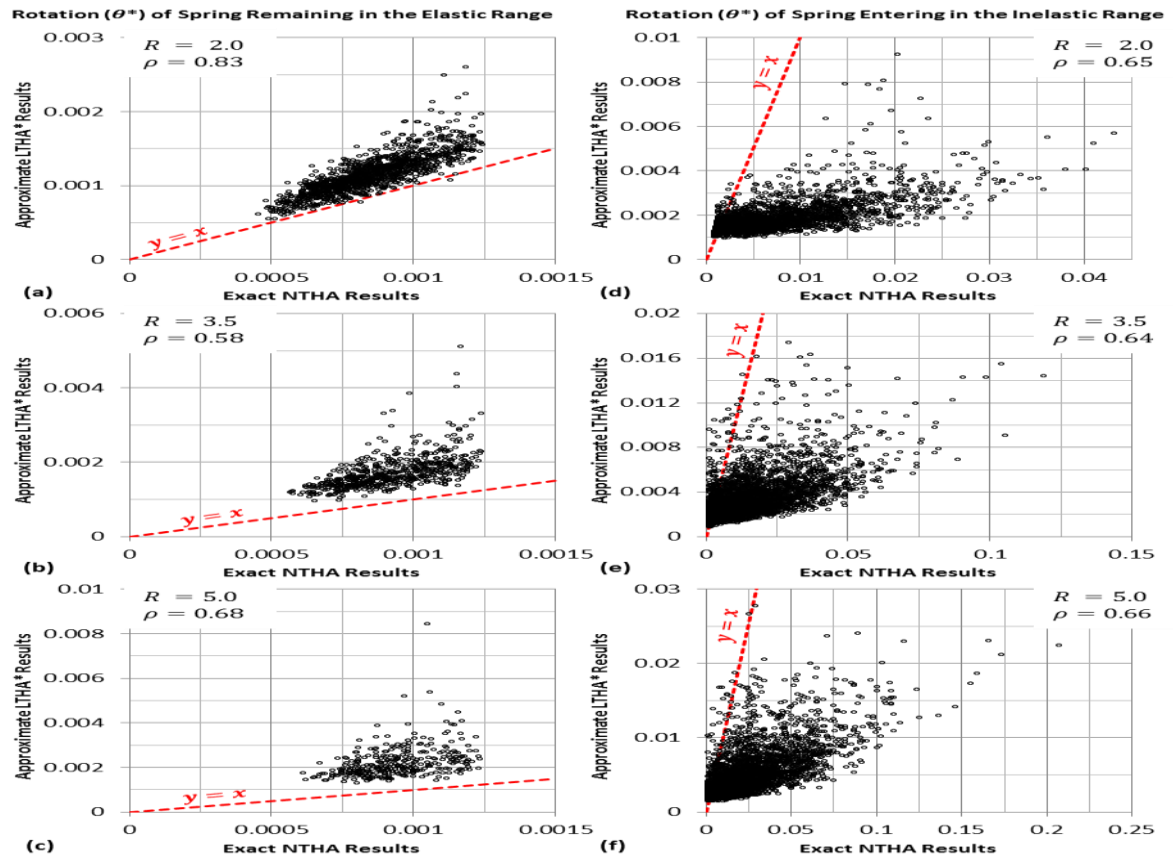 Rotation (θ*) of Spring Remaining in the Elastic Range
0.003
0.002
0.001
0
R = 2.0
ρ = 0.83
y = x
0
0.0005
0.001
0.0015
Approximate LTHA* Results
Exact NTHA Results
(a)
0.006
0.004
0.002
0
R = 3.5
ρ = 0.58
y = x
0
0.0005
0.001
0.0015
Approximate LTHA* Results
Exact NTHA Results
(b)
0.01
0.008
0.006
0.004
0.002
0
R = 5.0
ρ = 0.68
y = x
0
0.0005
0.001
0.0015
Approximate LTHA* Results
Exact NTHA Results
(c)
Rotation (θ*) of Spring Entering in the Inelastic Range
0.01
0.008
0.006
0.004
0.002
0
R = 2.0
ρ = 0.65
y = x
0
0.01
0.02
0.03
0.04
Approximate LTHA* Results
Exact NTHA Results
(d)
0.02
0.016
0.012
0.008
0.004
0
R = 3.5
ρ = 0.64
y = x
0
0.05
0.1
0.15
Approximate LTHA* Results
Exact NTHA Results
(e)
0.03
0.02
0.01
0
R = 5.0
ρ = 0.66
y = x
0
0.05
0.1
0.15
0.2
0.25
Approximate LTHA* Results
Exact NTHA Results
(f)